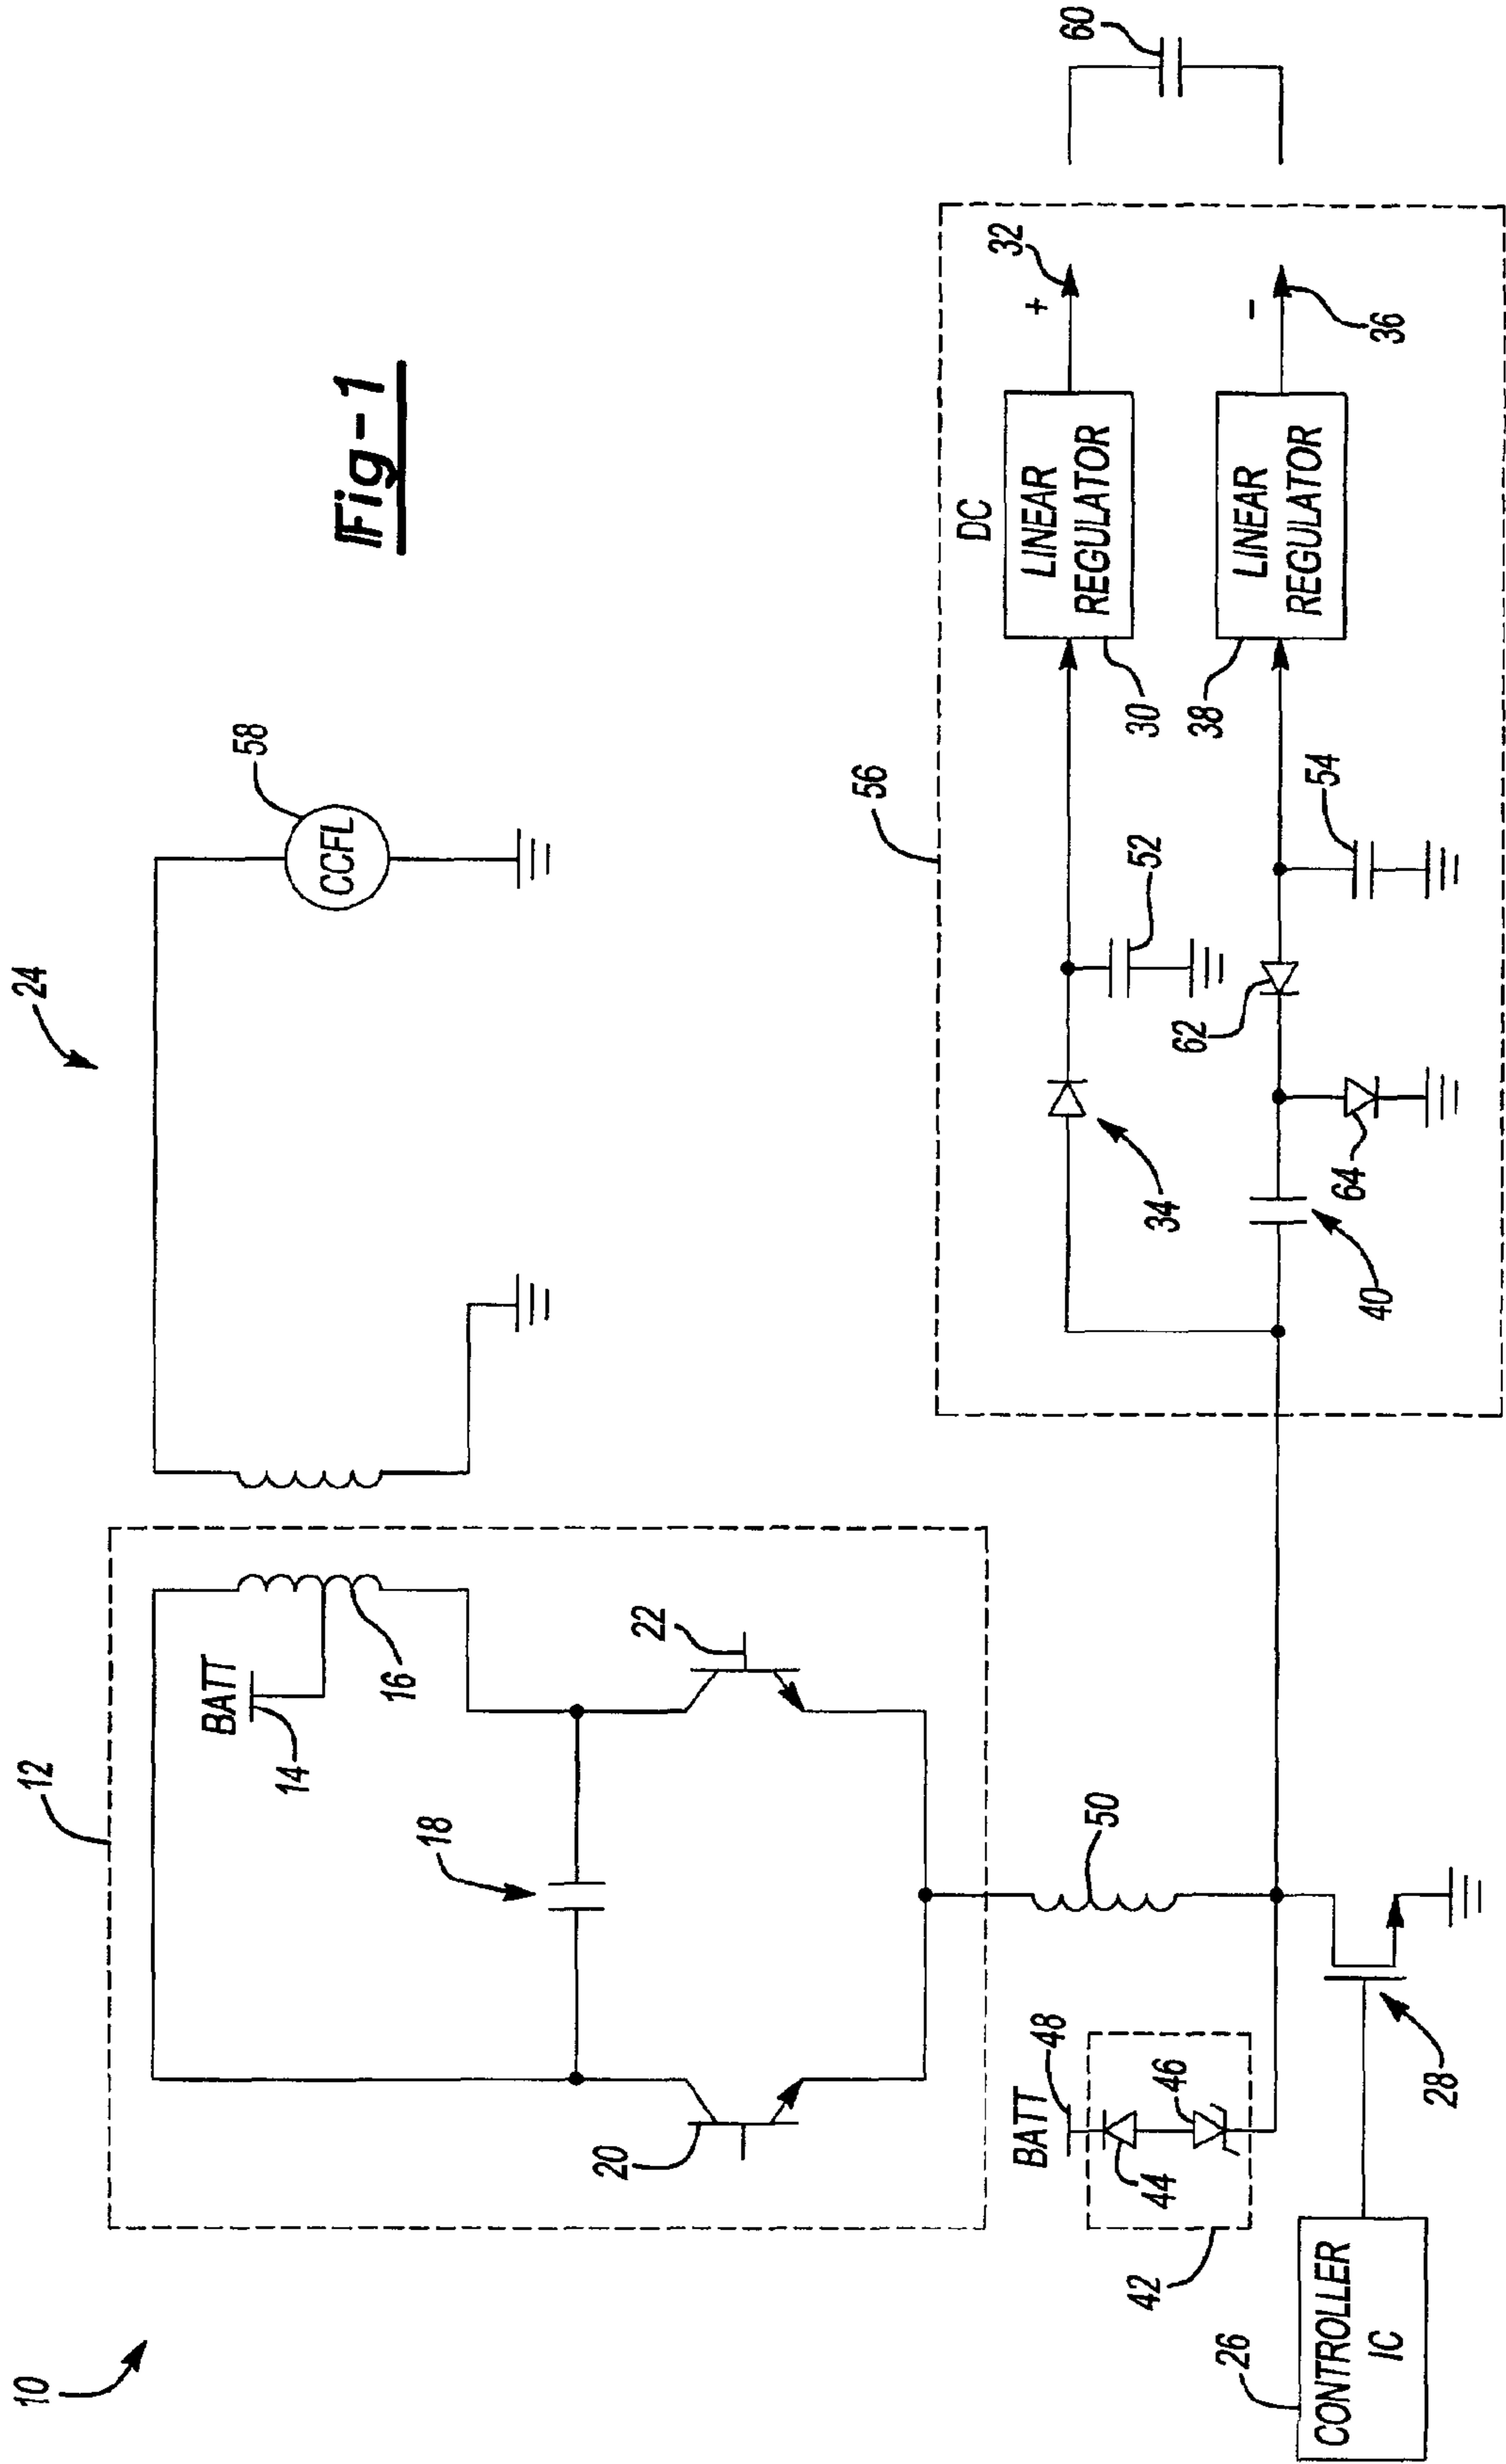 Fig-1
10
12
24
BATT
14
16
18
20
22
58
CCFL
BATT
48
44
46
42
50
26
CONTROLLER
IC
28
56
DC
34
52
30
LINEAR
REGULATOR
+
32
40
64
62
54
38
LINEAR
REGULATOR
-
36
60